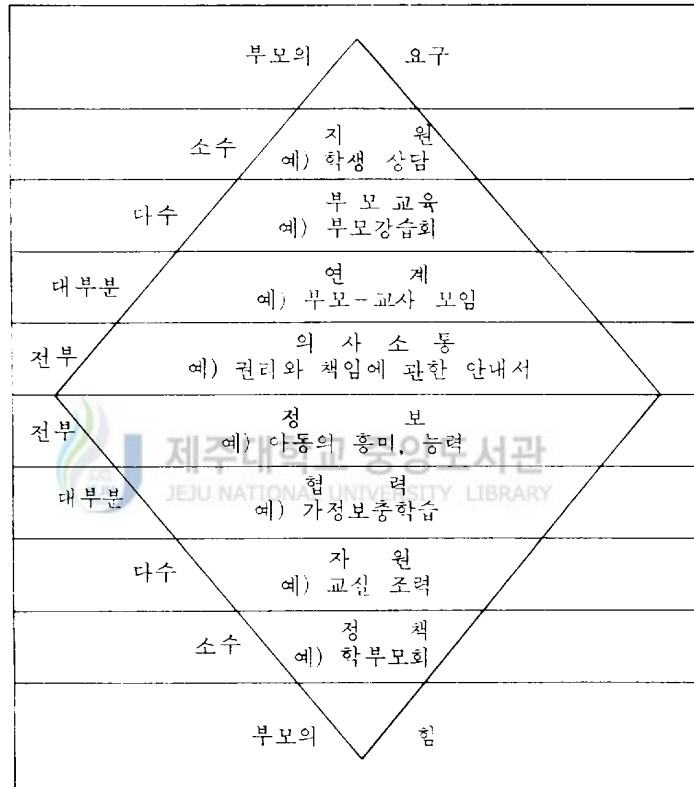 부모의 요구
소수 지 원
예) 학생 상담
다수 부 모 교육
예) 부모강습회
대부분 연 계
예) 부모-교사 모임
전부 의 사 소 통
예) 권리와 책임에 관한 안내서
전부 정 보
예) 아동의 흥미, 능력
제주대학교 중앙도서관
JEJU NATIONAL UNIVERSITY LIBRARY
대부분 협 력
예) 가정보충학습
다수 자 원
예) 교실 조력
소수 정 책
예) 학부모회
부모의 힘